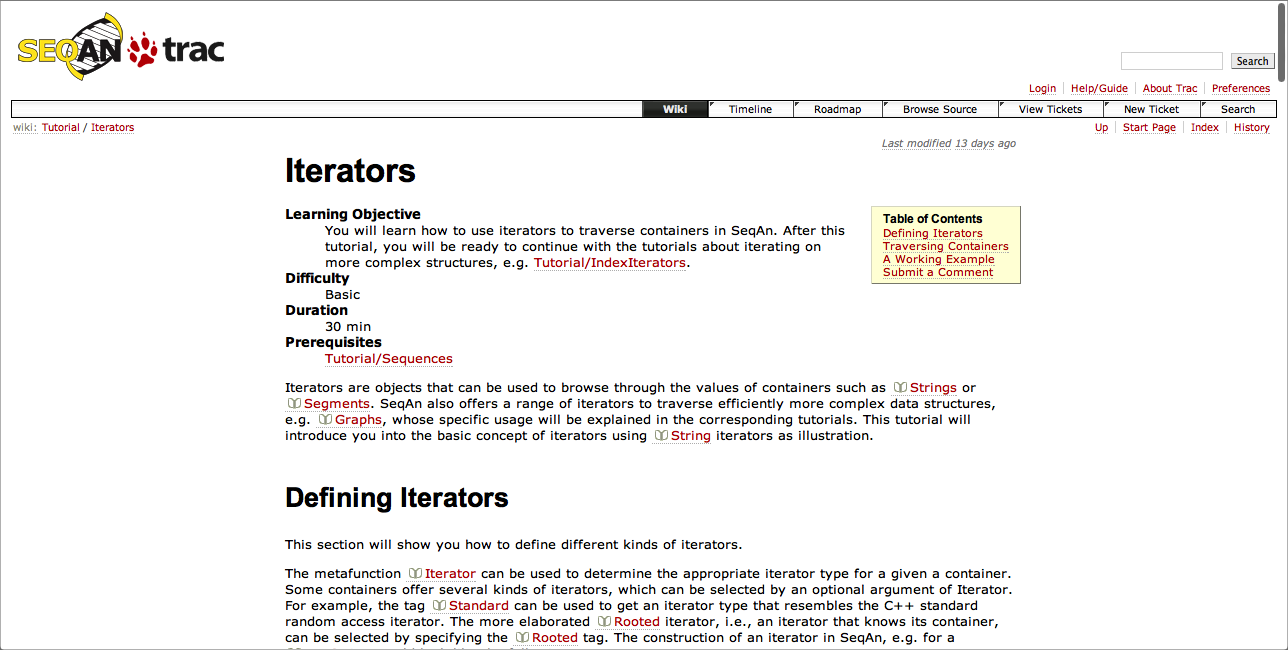 SEQAN trac
Search
Login Help/Guide About Trac Preferences
Wiki Timeline Roadmap Browse Source View Tickets New Ticket Search
wiki: Tutorial / Iterators
Up Start Page Index History
Last modified 13 days ago
Iterators
Learning Objective
You will learn how to use iterators to traverse containers in SeqAn. After this
tutorial, you will be ready to continue with the tutorials about iterating on
more complex structures, e.g. Tutorial/IndexIterators.
Difficulty
Basic
Duration
30 min
Prerequisites
Tutorial/Sequences
Table of Contents
Defining Iterators
Traversing Containers
A Working Example
Submit a Comment
Iterators are objects that can be used to browse through the values of containers such as Strings or
Segments. SeqAn also offers a range of iterators to traverse efficiently more complex data structures,
e.g. Graphs, whose specific usage will be explained in the corresponding tutorials. This tutorial will
introduce you into the basic concept of iterators using String iterators as illustration.
Defining Iterators
This section will show you how to define different kinds of iterators.
The metafunction Iterator can be used to determine the appropriate iterator type for a given a container.
Some containers offer several kinds of iterators, which can be selected by an optional argument of Iterator.
For example, the tag Standard can be used to get an iterator type that resembles the C++ standard
random access iterator. The more elaborated Rooted iterator, i.e., an iterator that knows its container,
can be selected by specifying the Rooted tag. The construction of an iterator in SeqAn, e.g. for a